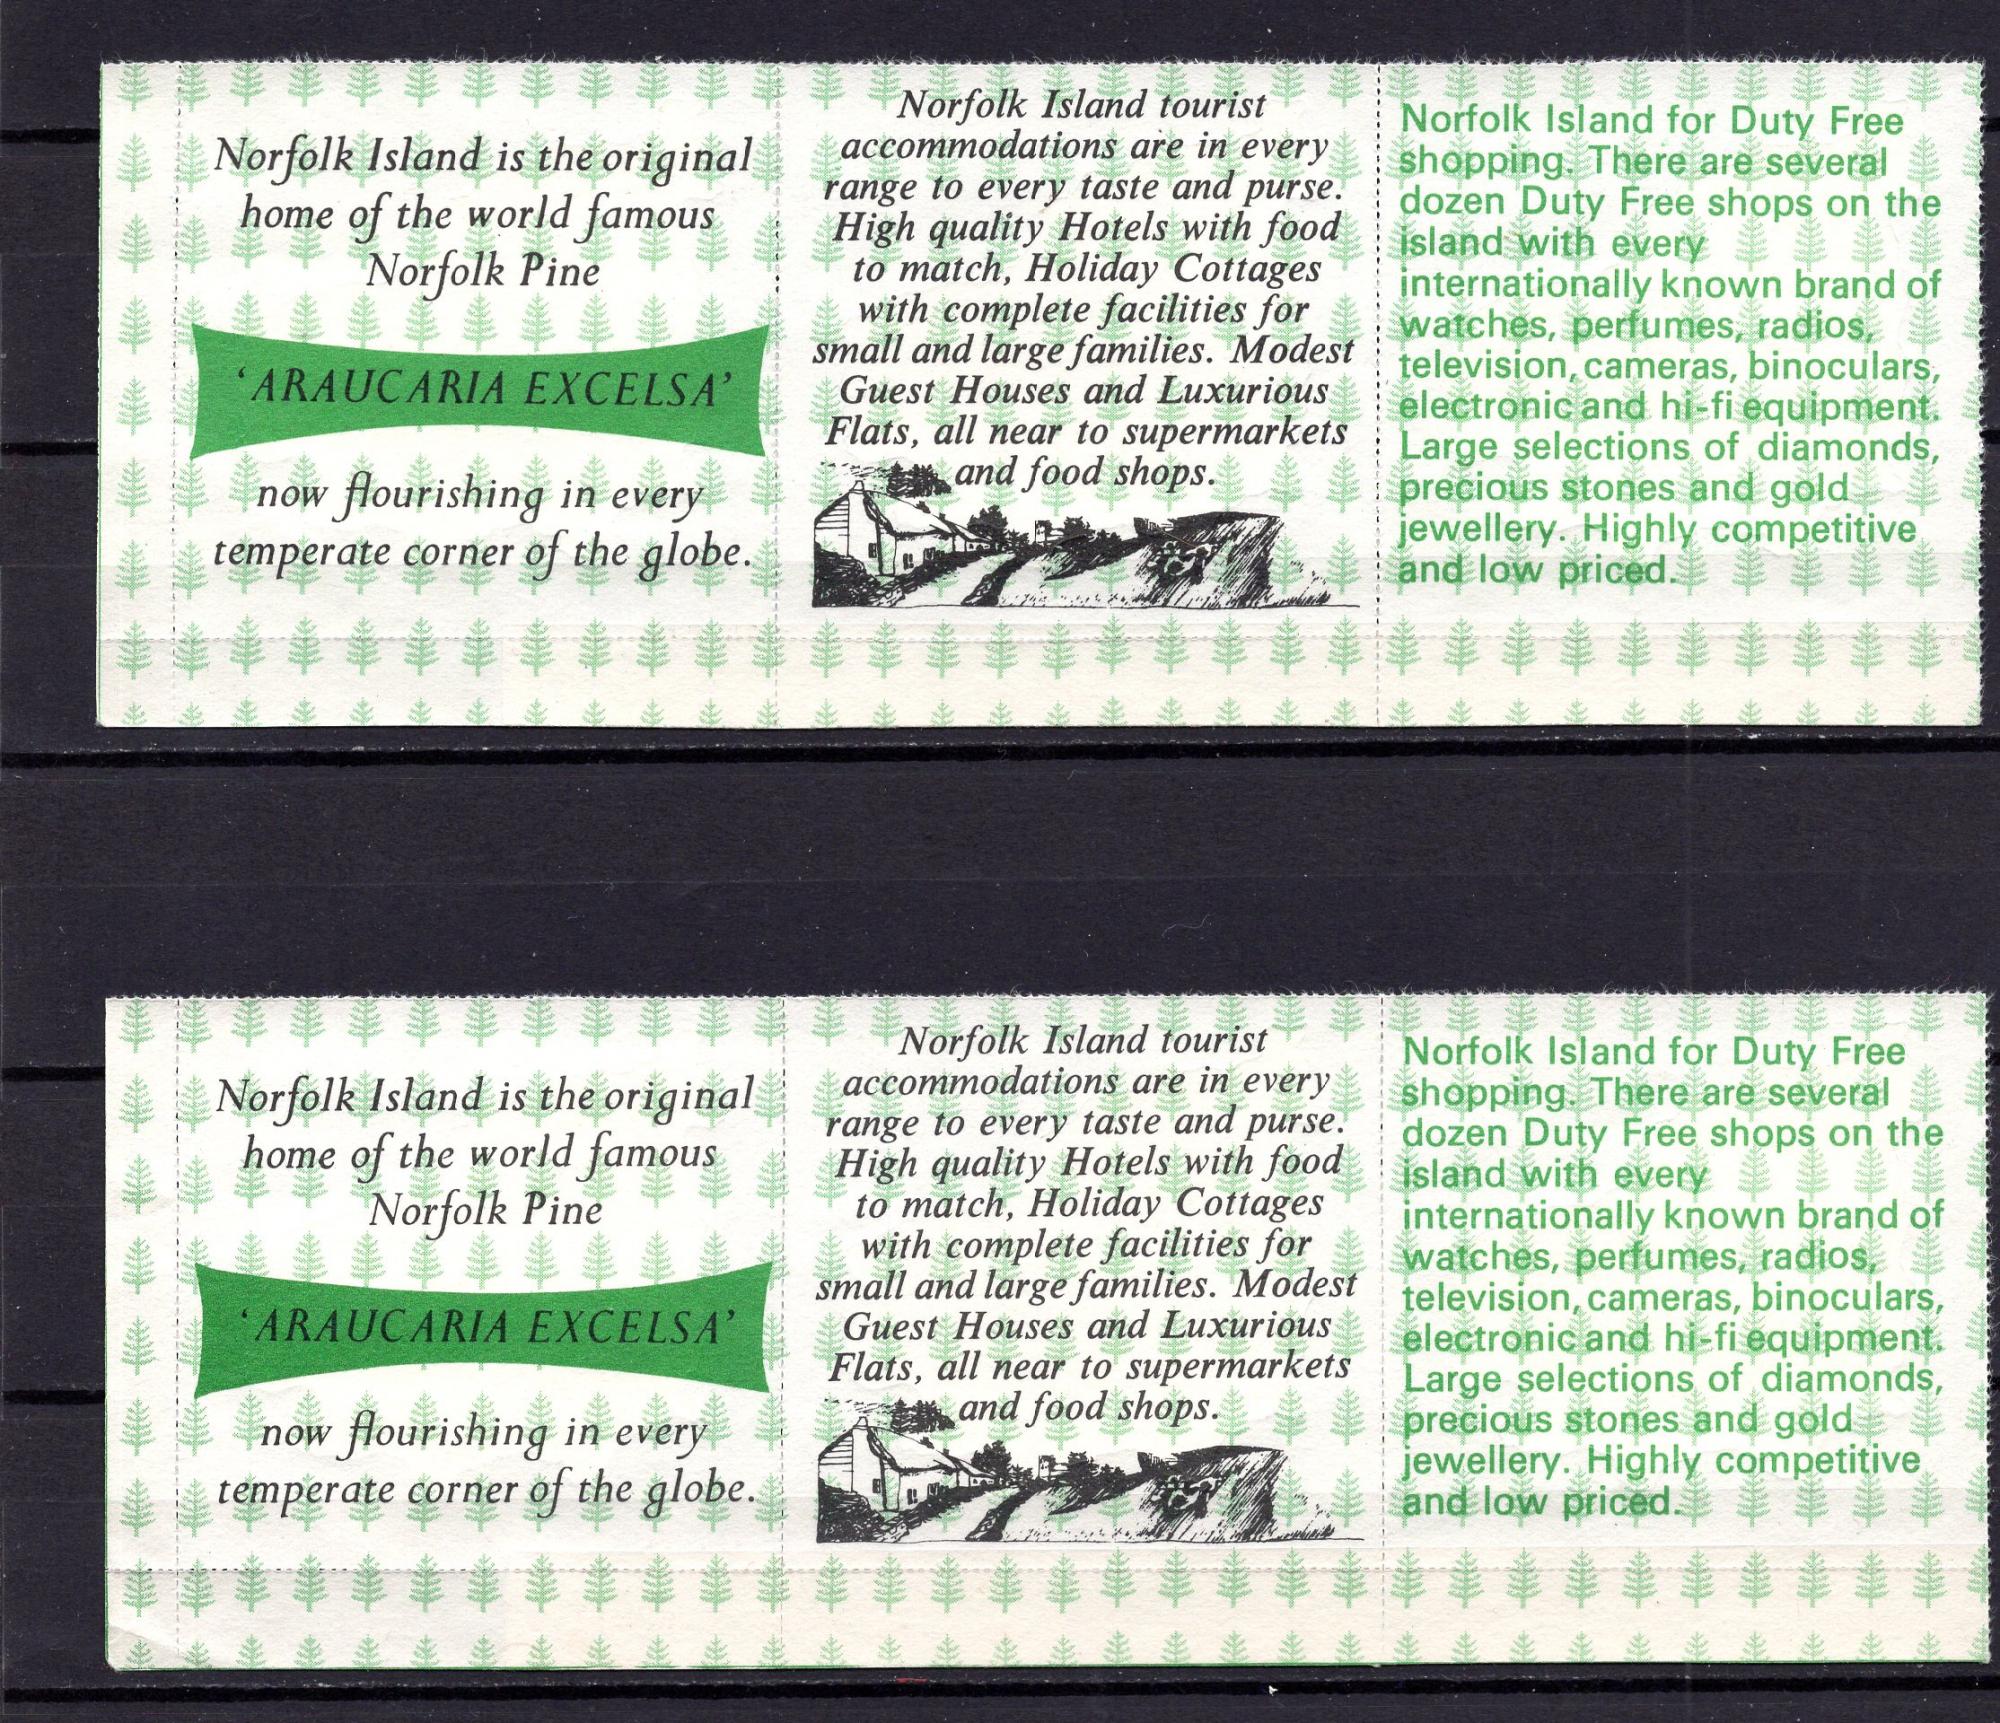 Norfolk Island is the original
home of the world famous
Norfolk Pine
‘ARAUCARIA EXCELSA’
now flourishing in every
temperate corner of the globe.
Norfolk Island tourist
accommodations are in every
range to every taste and purse.
High quality Hotels with food
to match, Holiday Cottages
with complete facilities for
small and large families. Modest
Guest Houses and Luxurious
Flats, all near to supermarkets
and food shops.
Norfolk Island for Duty Free
shopping. There are several
dozen Duty Free shops on the
island with every
internationally known brand of
watches, perfumes, radios,
television, cameras, binoculars,
electronic and hi-fi equipment.
Large selections of diamonds,
precious stones and gold
jewellery. Highly competitive
and low priced.
Norfolk Island is the original
home of the world famous
Norfolk Pine
‘ARAUCARIA EXCELSA’
now flourishing in every
temperate corner of the globe.
Norfolk Island tourist
accommodations are in every
range to every taste and purse.
High quality Hotels with food
to match, Holiday Cottages
with complete facilities for
small and large families. Modest
Guest Houses and Luxurious
Flats, all near to supermarkets
and food shops.
Norfolk Island for Duty Free
shopping. There are several
dozen Duty Free shops on the
island with every
internationally known brand of
watches, perfumes, radios,
television, cameras, binoculars,
electronic and hi-fi equipment.
Large selections of diamonds,
precious stones and gold
jewellery. Highly competitive
and low priced.